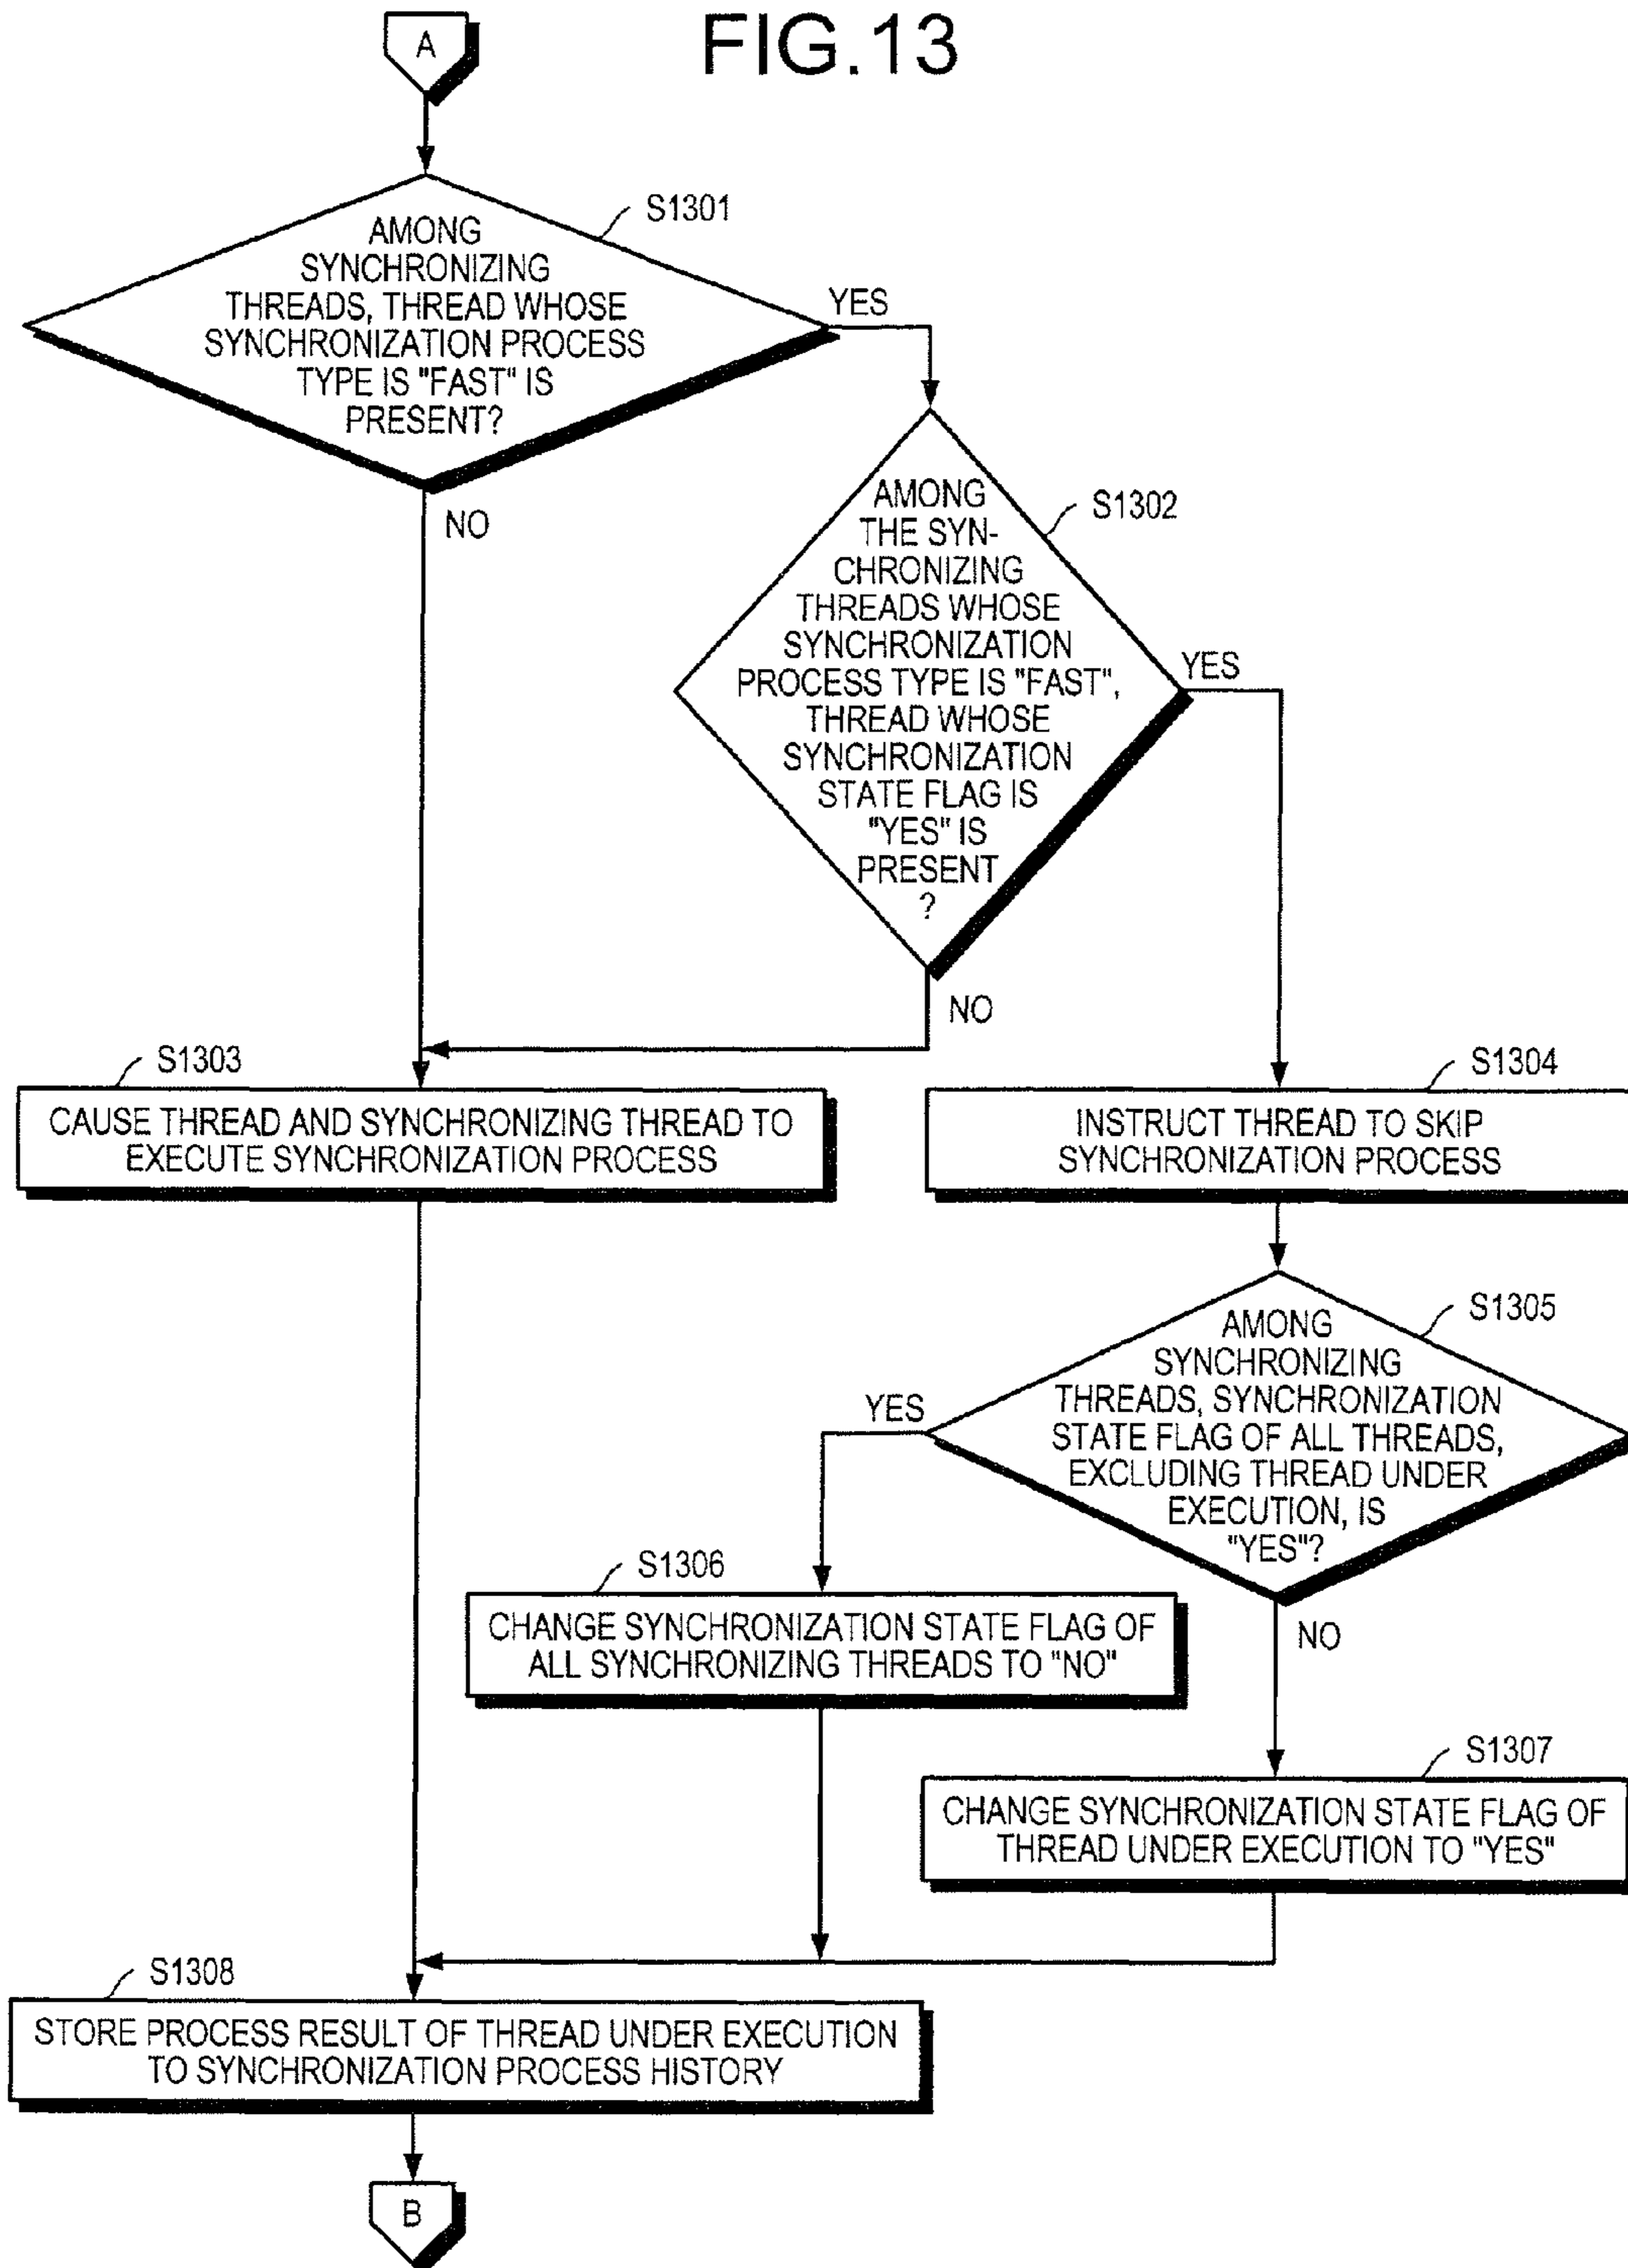 FIG.13
A
S1301
AMONG
SYNCHRONIZING
THREADS, THREAD WHOSE
SYNCHRONIZATION PROCESS
TYPE IS "FAST" IS
PRESENT?
YES
NO
S1302
AMONG
THE SYN-
CHRONIZING
THREADS WHOSE
SYNCHRONIZATION
PROCESS TYPE IS "FAST",
THREAD WHOSE
SYNCHRONIZATION
STATE FLAG IS
"YES" IS
PRESENT
?
YES
NO
S1303
CAUSE THREAD AND SYNCHRONIZING THREAD TO
EXECUTE SYNCHRONIZATION PROCESS
S1304
INSTRUCT THREAD TO SKIP
SYNCHRONIZATION PROCESS
S1305
AMONG
SYNCHRONIZING
THREADS, SYNCHRONIZATION
STATE FLAG OF ALL THREADS,
EXCLUDING THREAD UNDER
EXECUTION, IS
"YES"?
YES
NO
S1306
CHANGE SYNCHRONIZATION STATE FLAG OF
ALL SYNCHRONIZING THREADS TO "NO"
S1307
CHANGE SYNCHRONIZATION STATE FLAG OF
THREAD UNDER EXECUTION TO "YES"
S1308
STORE PROCESS RESULT OF THREAD UNDER EXECUTION
TO SYNCHRONIZATION PROCESS HISTORY
B